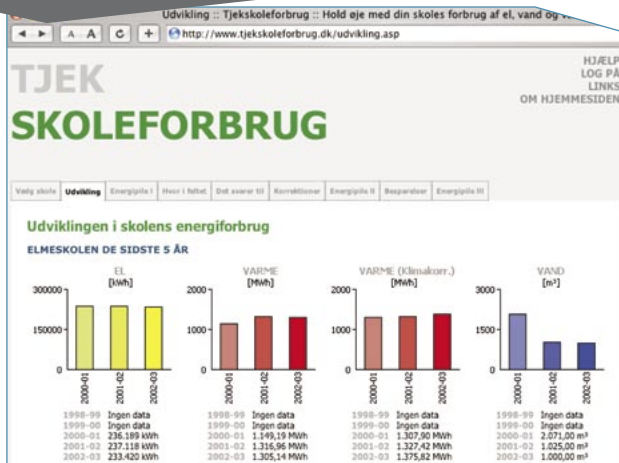 Udvikling :: Tjekskoleforbrug :: Hold øje med din skoles forbrug af el, vand og
A A C + http://www.tjekskoleforbrug.dk/udvikling.asp
HJÆLP
LOG PÅ
LINKS
OM HJEMMESIDEN
TJEK
SKOLEFORBRUG
Vælg skole Udvikling Energipile I Hvor i feltet Det svarer til Korrektioner Energipile II Besparelser Energipile III
Udviklingen i skolens energiforbrug
ELMESKOLEN DE SIDSTE 5 ÅR
EL
[kWh]
300000
150000
0
2000-01 2001-02 2002-03
1998-99 Ingen data
1999-00 Ingen data
2000-01 236.189 kWh
2001-02 237.118 kWh
2002-03 233.420 kWh
VARME
[MWh]
2000
1000
0
2000-01 2001-02 2002-03
1998-99 Ingen data
1999-00 Ingen data
2000-01 1.149,19 MWh
2001-02 1.316,96 MWh
2002-03 1.305,14 MWh
VARME (Klimakorr.)
[MWh]
2000
1000
0
2000-01 2001-02 2002-03
1998-99 Ingen data
1999-00 Ingen data
2000-01 1.307,90 MWh
2001-02 1.327,42 MWh
2002-03 1.375,82 MWh
VAND
[m³]
3000
1500
0
2000-01 2001-02 2002-03
1998-99 Ingen data
1999-00 Ingen data
2000-01 2.071,00 m³
2001-02 1.025,00 m³
2002-03 1.000,00 m³